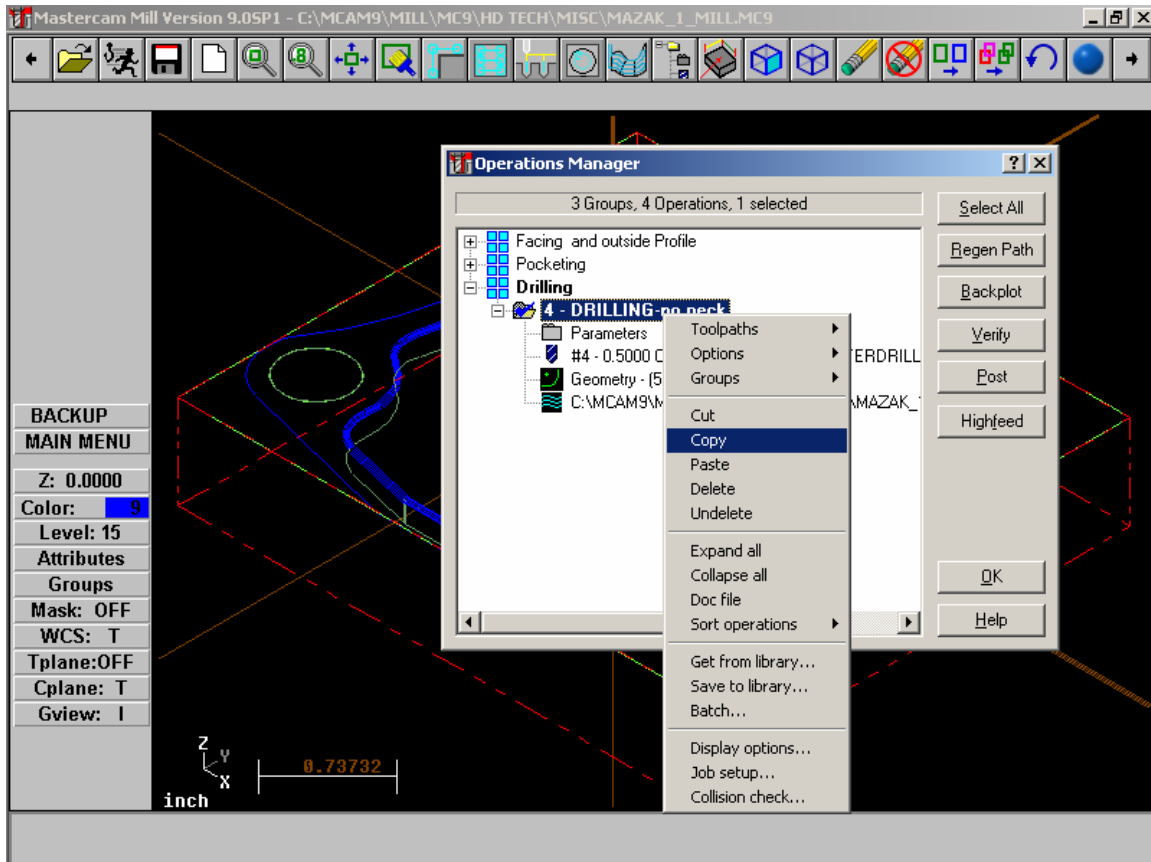 Mastercam Mill Version 9.0SP1 - C:\MCAM9\MILL\MC9\HD TECH\MISC\MAZAK_1_MILL.MC9
Operations Manager
3 Groups, 4 Operations, 1 selected
Select All
Facing and outside Profile
Regen Path
Pocketing
Drilling
Backplot
4 - DRILLING-no peck
Parameters
Verify
#4 - 0.5000 C
TERDRILL
Geometry - (5
Post
C:\MCAM9\M
\MAZAK_
Highfeed
OK
Help
Toolpaths
Options
Groups
Cut
Copy
Paste
Delete
Undelete
Expand all
Collapse all
Doc file
Sort operations
Get from library...
Save to library...
Batch...
Display options...
Job setup...
Collision check...
BACKUP
MAIN MENU
Z: 0.0000
Color: 9
Level: 15
Attributes
Groups
Mask: OFF
WCS: T
Tplane:OFF
Cplane: T
Gview: I
Z
Y
X
0.73732
inch